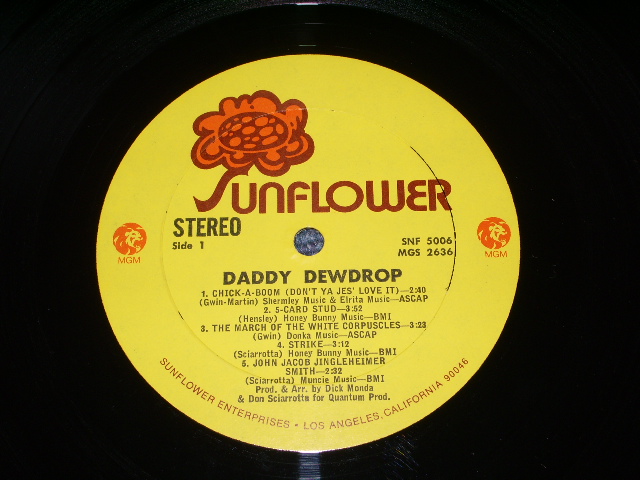 SUNFLOWER
STEREO
Side 1
SNF 5006
MGS 2636
MGM
MGM
DADDY DEWDROP
1. CHICK-A-BOOM (DON'T YA JES' LOVE IT)—2:40
(Gwin-Martin) Shermley Music & Elrita Music—ASCAP
2. 5-CARD STUD—3:52
(Hensley) Honey Bunny Music—BMI
3. THE MARCH OF THE WHITE CORPUSCLES—3:23
(Gwin) Donka Music—ASCAP
4. STRIKE—3:12
(Sciarrotta) Honey Bunny Music—BMI
5. JOHN JACOB JINGLEHEIMER
SMITH—2:32
(Sciarrotta) Muncie Music—BMI
Prod. & Arr. by Dick Monda
& Don Sciarrotta for Quantum Prod.
SUNFLOWER ENTERPRISES • LOS ANGELES, CALIFORNIA 90046